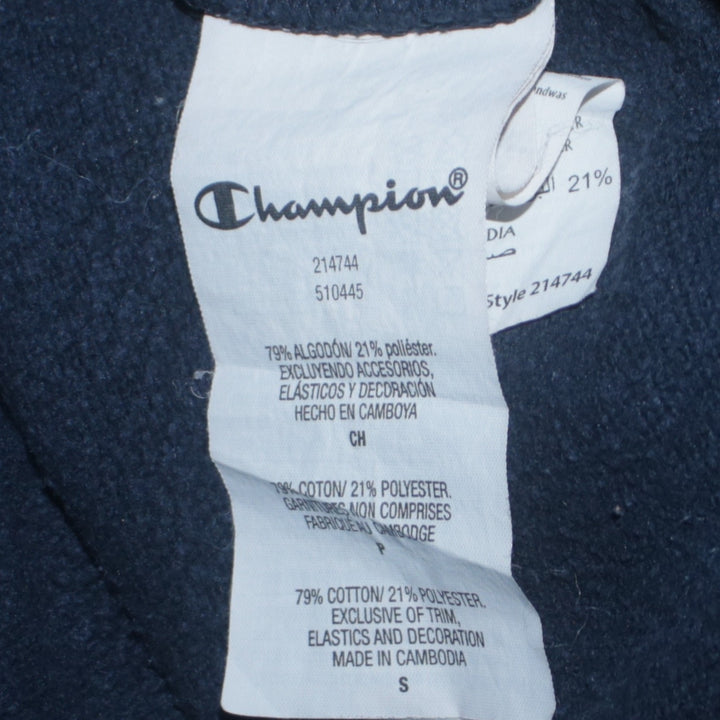 Champion®
214744
510445
79% ALGODÓN/ 21% poliéster.
EXCLUYENDO ACCESORIOS,
ELÁSTICOS Y DECORACIÓN
HECHO EN CAMBOYA
CH
79% COTON/ 21% POLYESTER.
GARNITURES NON COMPRISES
FABRIQUÉ AU CAMBODGE
P
79% COTTON/ 21% POLYESTER.
EXCLUSIVE OF TRIM,
ELASTICS AND DECORATION
MADE IN CAMBODIA
S
21%
Style 214744